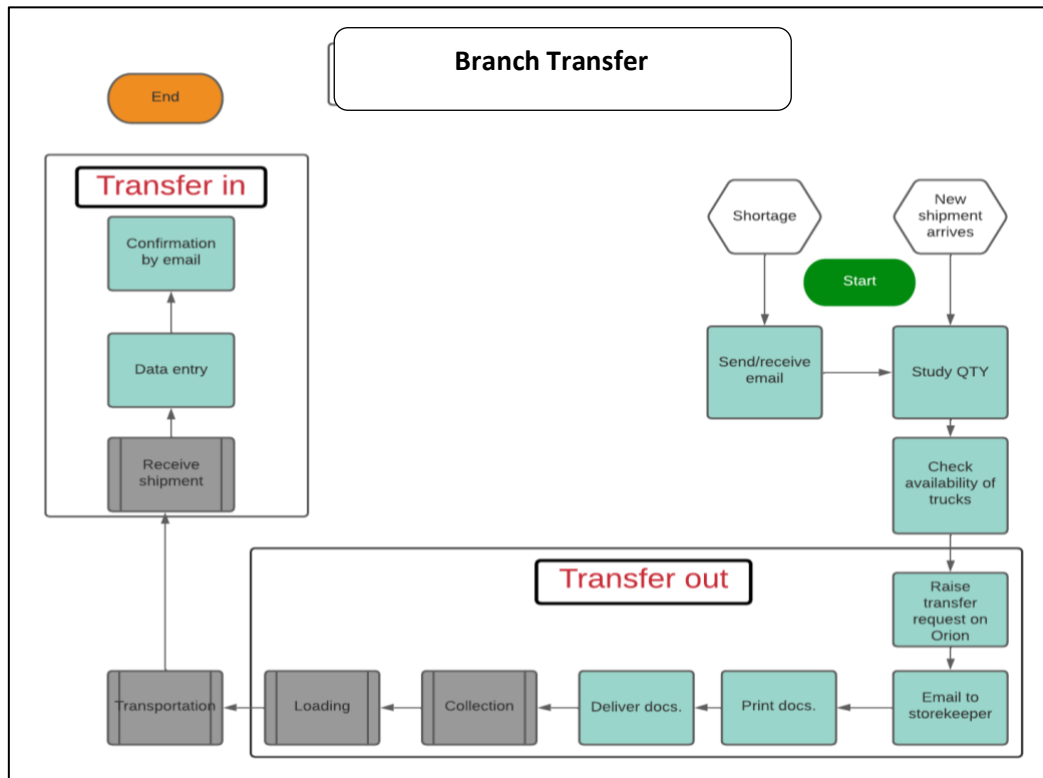 Branch Transfer
End
Transfer in
Confirmation
by email
Data entry
Receive
shipment
Shortage
New
shipment
arrives
Start
Send/receive
email
Study QTY
Check
availability of
trucks
Transfer out
Raise
transfer
request on
Orion
Email to
storekeeper
Print docs.
Deliver docs.
Collection
Loading
Transportation